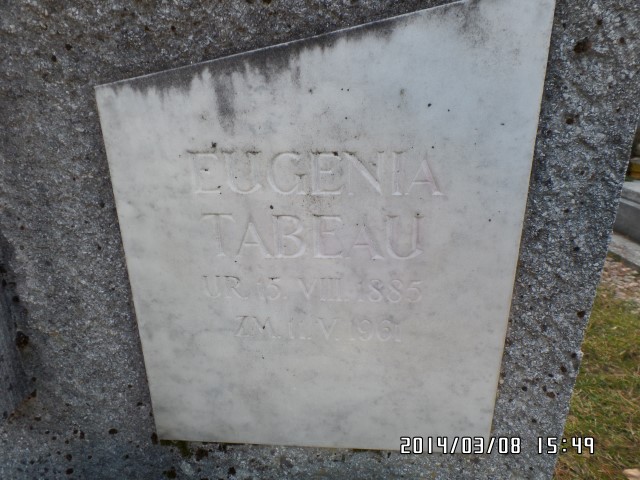 EUGENIA
TABEAU
UR. 15. VIII. 1885
ZM. 11. V. 1961
2014/03/08 15:49